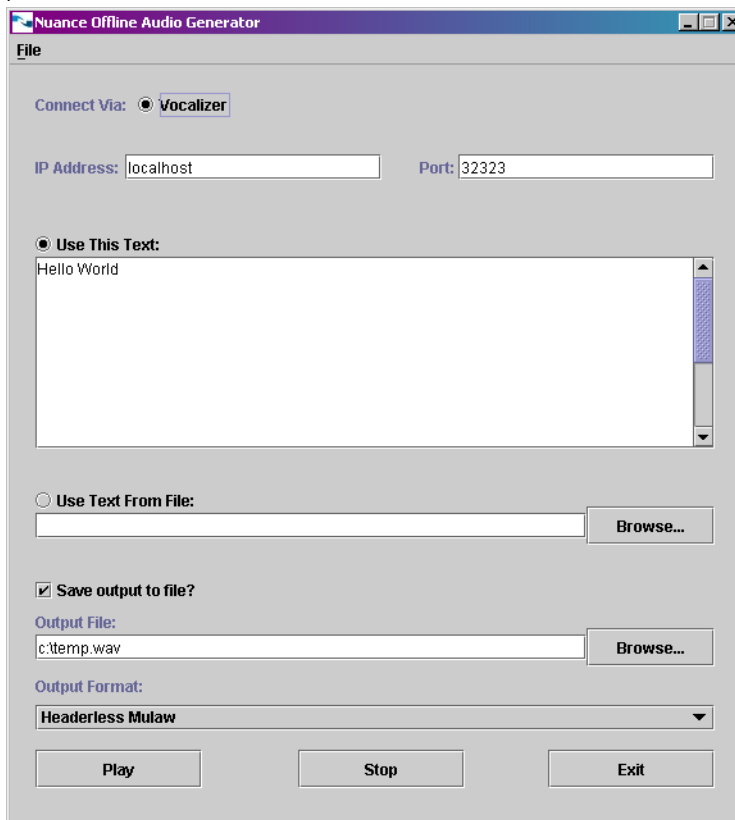 Nuance Offline Audio Generator
File
Connect Via: Vocalizer
IP Address: localhost Port: 32323
Use This Text:
Hello World
Use Text From File:
Browse...
Save output to file?
Output File:
c:\temp.wav Browse...
Output Format:
Headerless Mulaw
Play Stop Exit